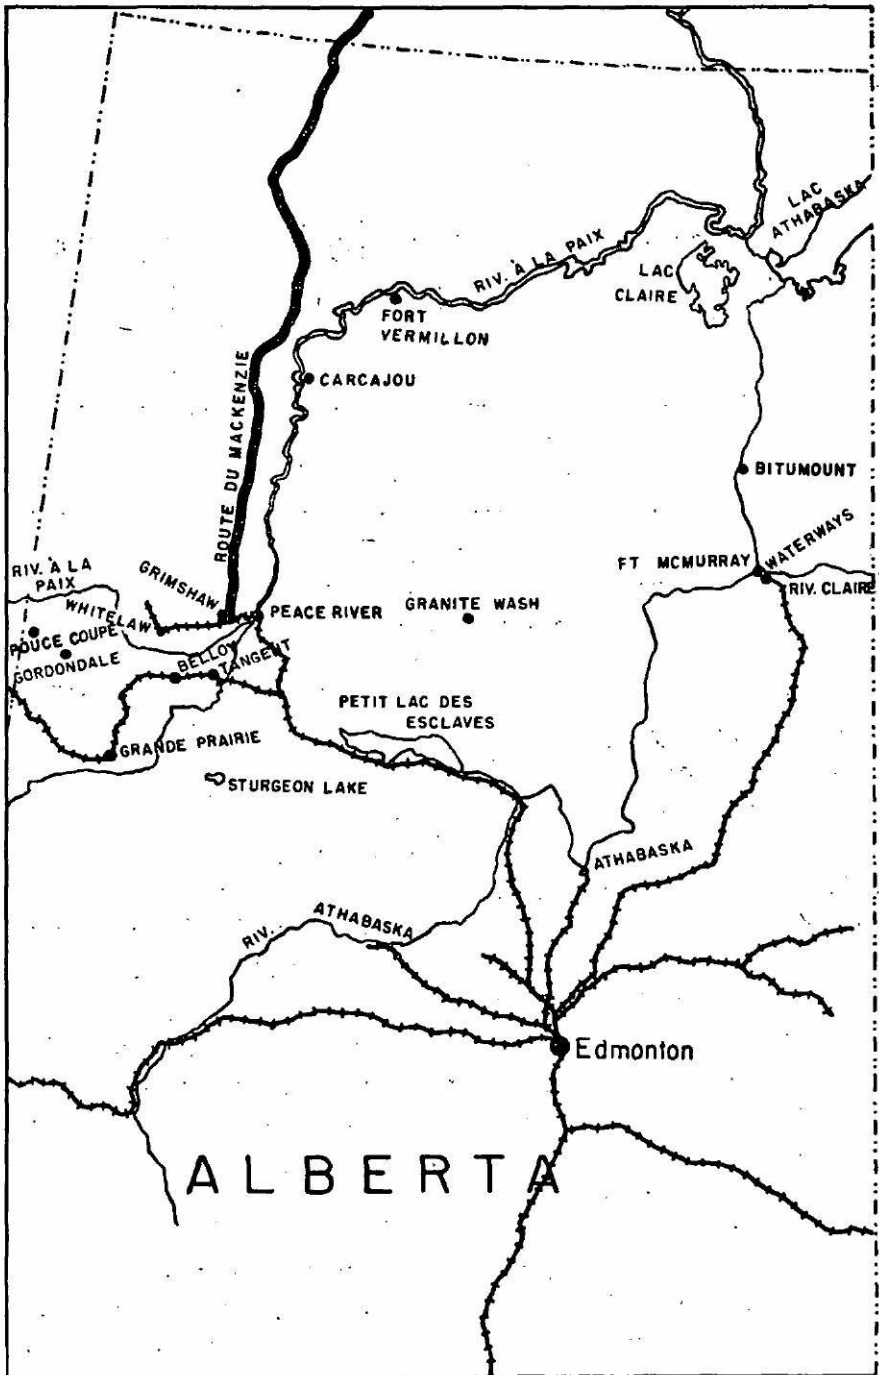 LAC
ATHABASKA
RIV. À LA PAIX
LAC
CLAIRE
FORT
VERMILLON
CARCAJOU
ROUTE DU MACKENZIE
BITUMOUNT
FT MCMURRAY
WATERWAYS
RIV. CLAIRE
RIV. À LA
PAIX
GRIMSHAW
WHITELAW
PEACE RIVER
GRANITE WASH
POUCE COUPÉ
GORDONDALE
BELLOY
TANGENT
PETIT LAC DES
ESCLAVES
GRANDE PRAIRIE
STURGEON LAKE
ATHABASKA
RIV. ATHABASKA
Edmonton
ALBERTA